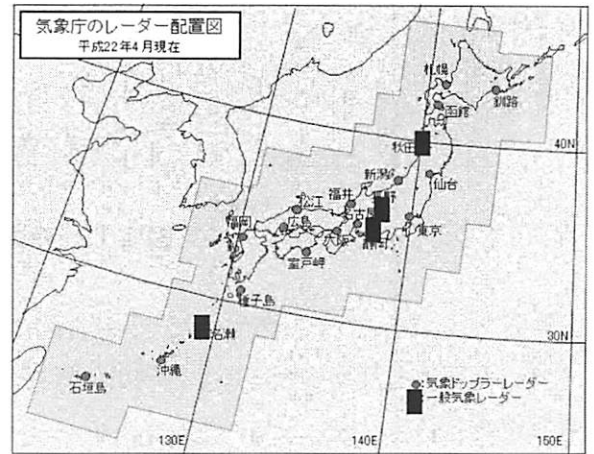 気象庁のレーダー配置図
平成22年4月現在
札幌
釧路
函館
40N
秋田
新潟
仙台
福井
松江
名古屋
東京
福岡
広島
大阪
室戸岬
種子島
30N
名瀬
沖縄
石垣島
:気象ドップラーレーダー
:一般気象レーダー
130E
140E
150E